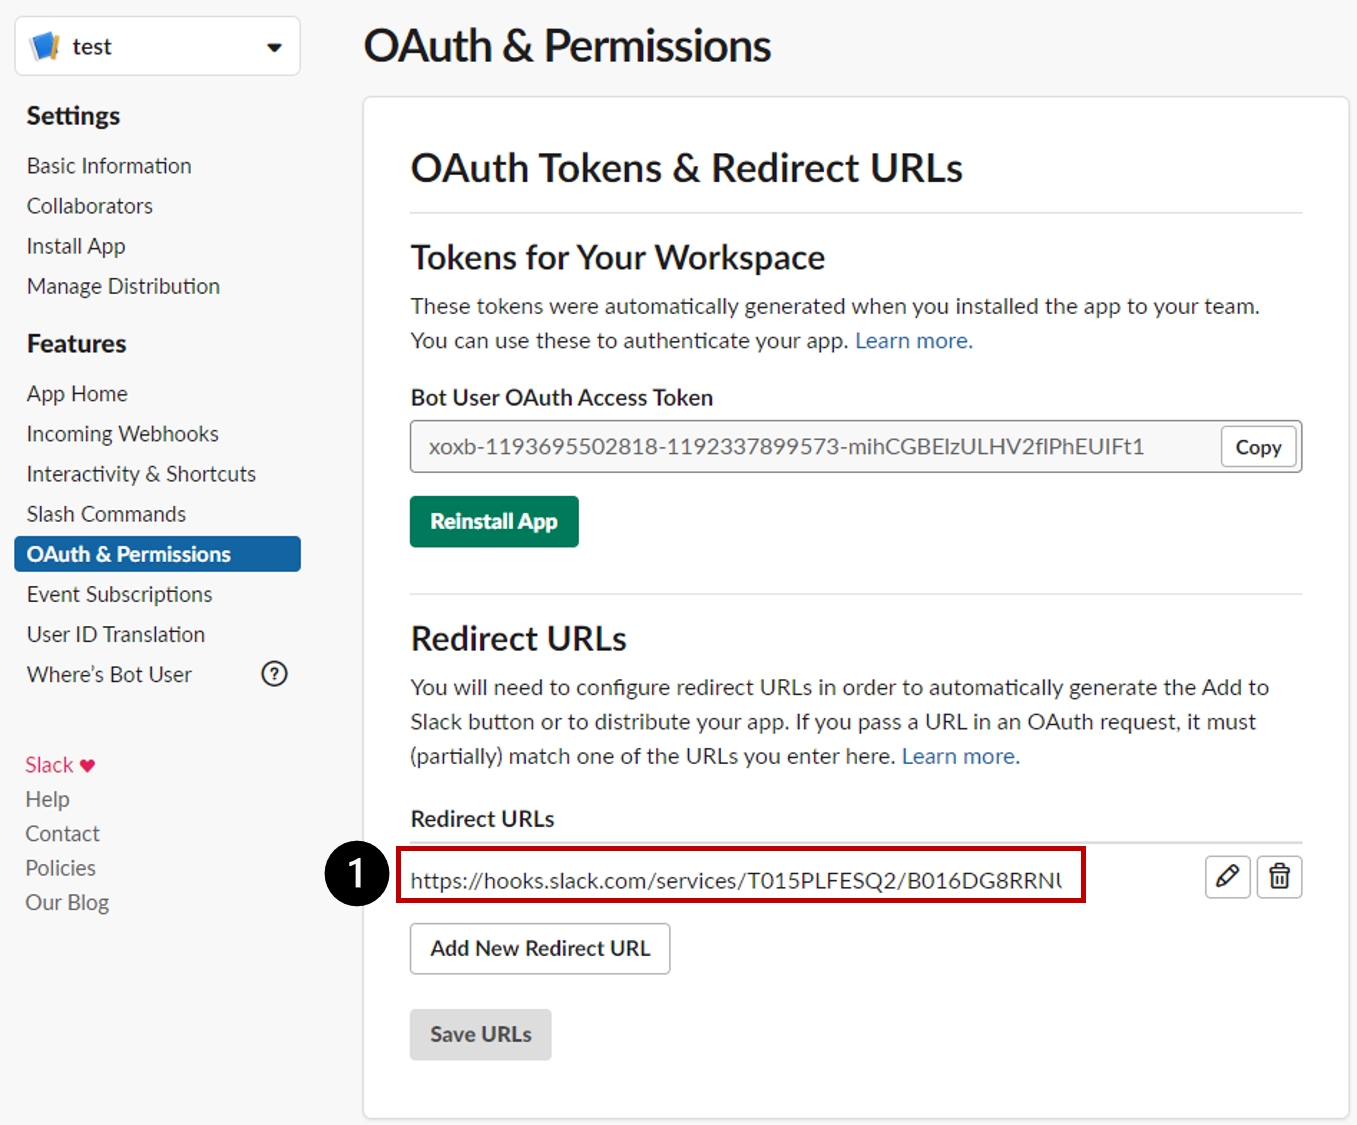 test
OAuth & Permissions
Settings
Basic Information
Collaborators
Install App
Manage Distribution
Features
App Home
Incoming Webhooks
Interactivity & Shortcuts
Slash Commands
OAuth & Permissions
Event Subscriptions
User ID Translation
Where's Bot User
?
Slack
Help
Contact
Policies
Our Blog
OAuth Tokens & Redirect URLs
Tokens for Your Workspace
These tokens were automatically generated when you installed the app to your team.
You can use these to authenticate your app. Learn more.
Bot User OAuth Access Token
xoxb-1193695502818-1192337899573-mihCGBElzULHV2flPhEUIFt1
Copy
Reinstall App
Redirect URLs
You will need to configure redirect URLs in order to automatically generate the Add to
Slack button or to distribute your app. If you pass a URL in an OAuth request, it must
(partially) match one of the URLs you enter here. Learn more.
Redirect URLs
1
https://hooks.slack.com/services/T015PLFESQ2/B016DG8RRNU
Add New Redirect URL
Save URLs